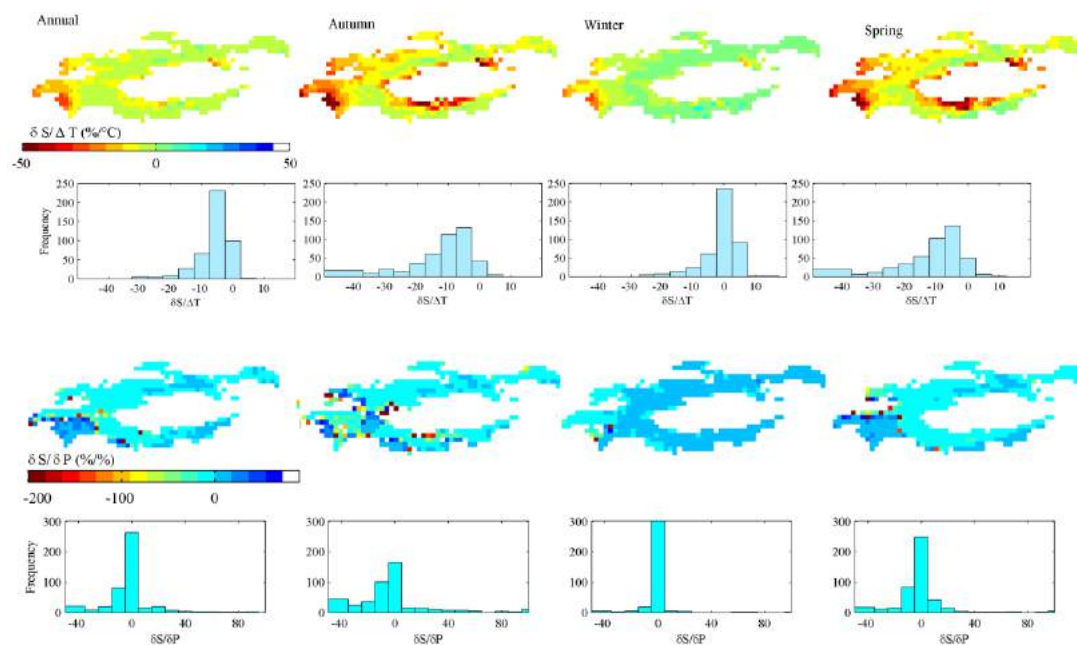 Annual Autumn Winter Spring
δ S/Δ T (%/°C)
-50 0 50
Frequency
250 250 250 250
200 200 200 200
150 150 150 150
100 100 100 100
50 50 50 50
0 0 0 0
-40 -30 -20 -10 0 10 -40 -30 -20 -10 0 10 -40 -30 -20 -10 0 10 -40 -30 -20 -10 0 10
δS/ΔT δS/ΔT δS/ΔT δS/ΔT
δ S/δ P (%/%)
-200 -100 0
Frequency
300 300 300 300
200 200 200 200
100 100 100 100
0 0 0 0
-40 0 40 80 -40 0 40 80 -40 0 40 80 -40 0 40 80
δS/δP δS/δP δS/δP δS/δP